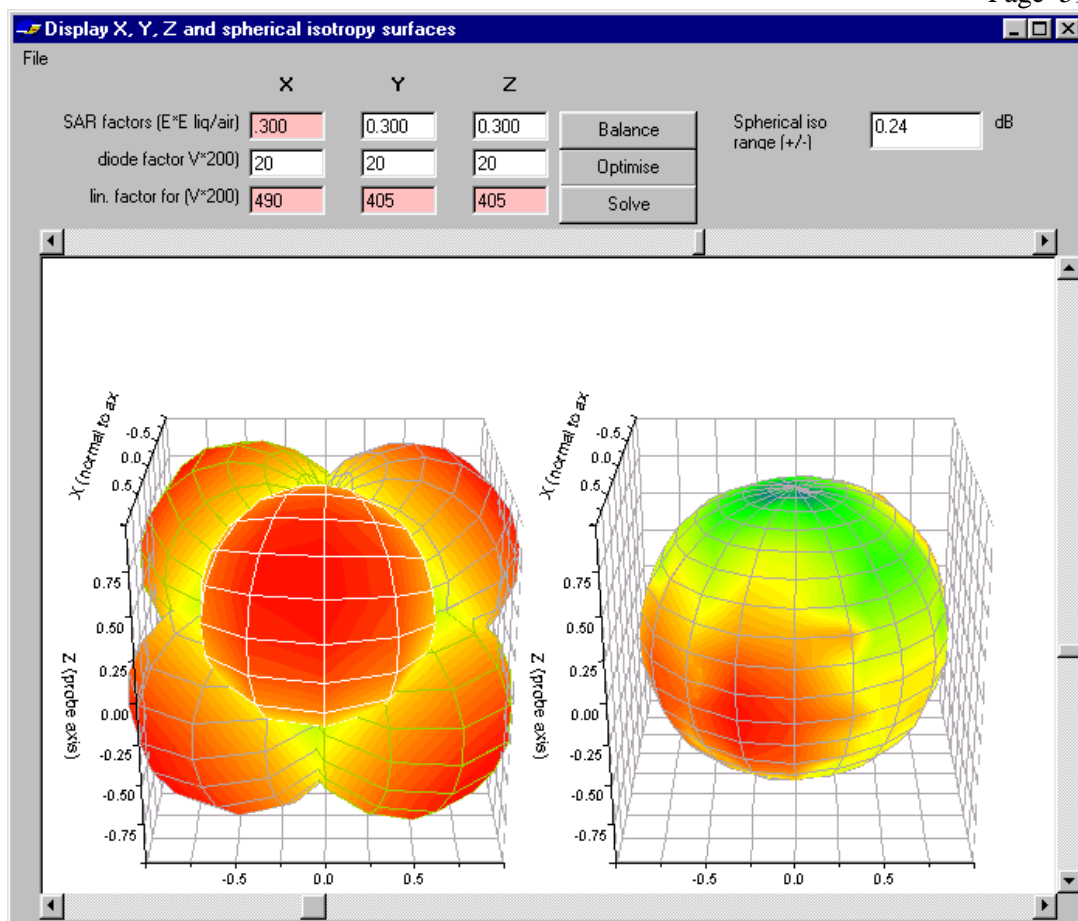 Display X, Y, Z and spherical isotropy surfaces
File
X Y Z
SAR factors (E*E liq/air) .300 0.300 0.300 Balance
Spherical iso range (+/-) 0.24 dB
diode factor V*200) 20 20 20 Optimise
lin. factor for (V*200) 490 405 405 Solve
X (normal to ax
-0.5
0.0
0.5
Z (probe axis)
0.75
0.50
0.25
0.00
-0.25
-0.50
-0.75
-0.5 0.0 0.5
X (normal to ax
-0.5
0.0
0.5
Z (probe axis)
0.75
0.50
0.25
0.00
-0.25
-0.50
-0.75
-0.5 0.0 0.5